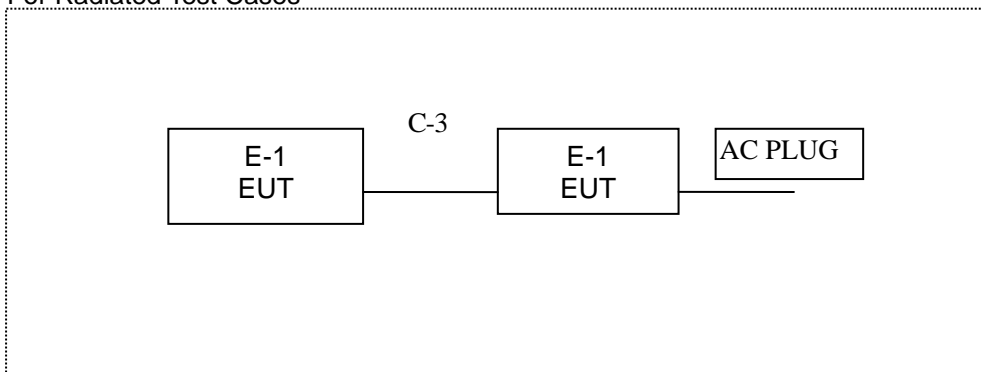 For Radiated Test Cases
C-3
E-1
EUT
E-1
EUT
AC PLUG